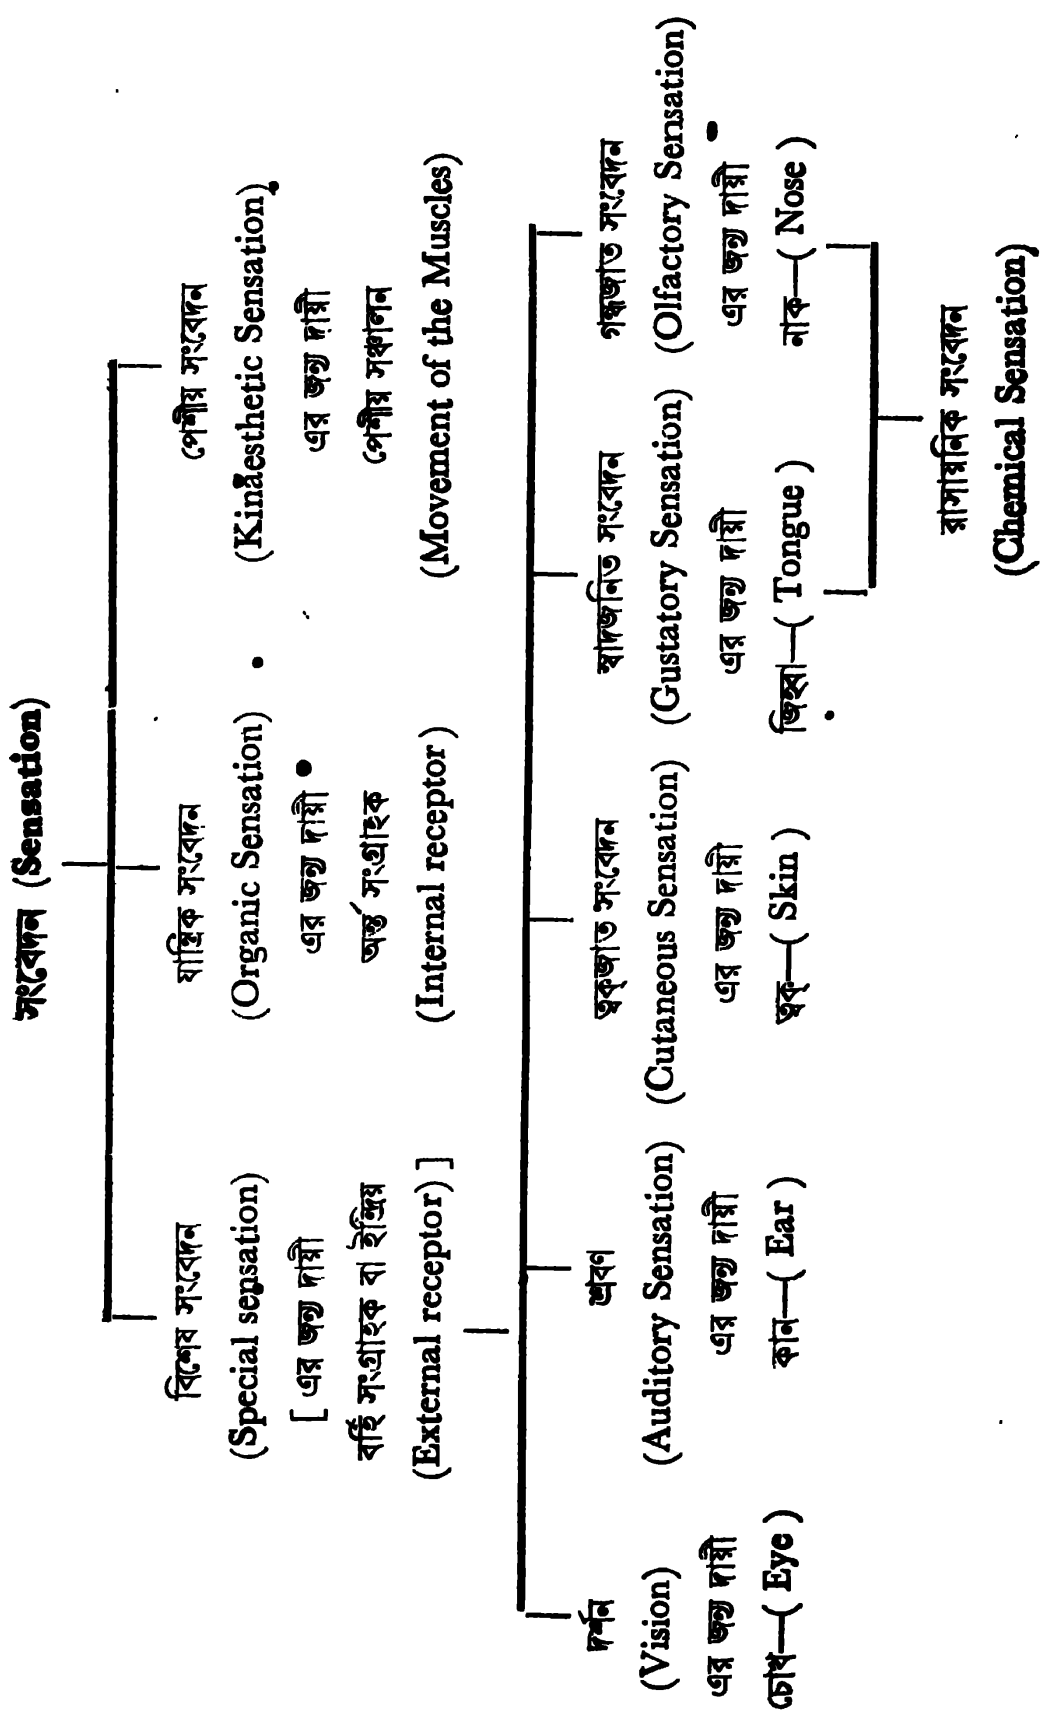 সংবেদন (Sensation)
বিশেষ সংবেদন
(Special sensation)
[ এর জন্য দায়ী
বর্হি সংগ্রাহক বা ইন্দ্রিয়
(External receptor) ]
যান্ত্রিক সংবেদন
(Organic Sensation)
এর জন্য দায়ী
অর্ন্ত সংগ্রাহক
(Internal receptor)
পেশীয় সংবেদন
(Kinaesthetic Sensation)
এর জন্য দায়ী
পেশীয় সঞ্চালন
(Movement of the Muscles)
দর্শন
(Vision)
এর জন্য দায়ী
চোখ—( Eye )
শ্রবণ
(Auditory Sensation)
এর জন্য দায়ী
কান—( Ear )
ত্বক্‌জাত সংবেদন
(Cutaneous Sensation)
এর জন্য দায়ী
ত্বক্—( Skin )
স্বাদজনিত সংবেদন
(Gustatory Sensation)
এর জন্য দায়ী
জিহ্বা—( Tongue )
গন্ধজাত সংবেদন
(Olfactory Sensation)
এর জন্য দায়ী
নাক—( Nose )
রাসায়নিক সংবেদন
(Chemical Sensation)